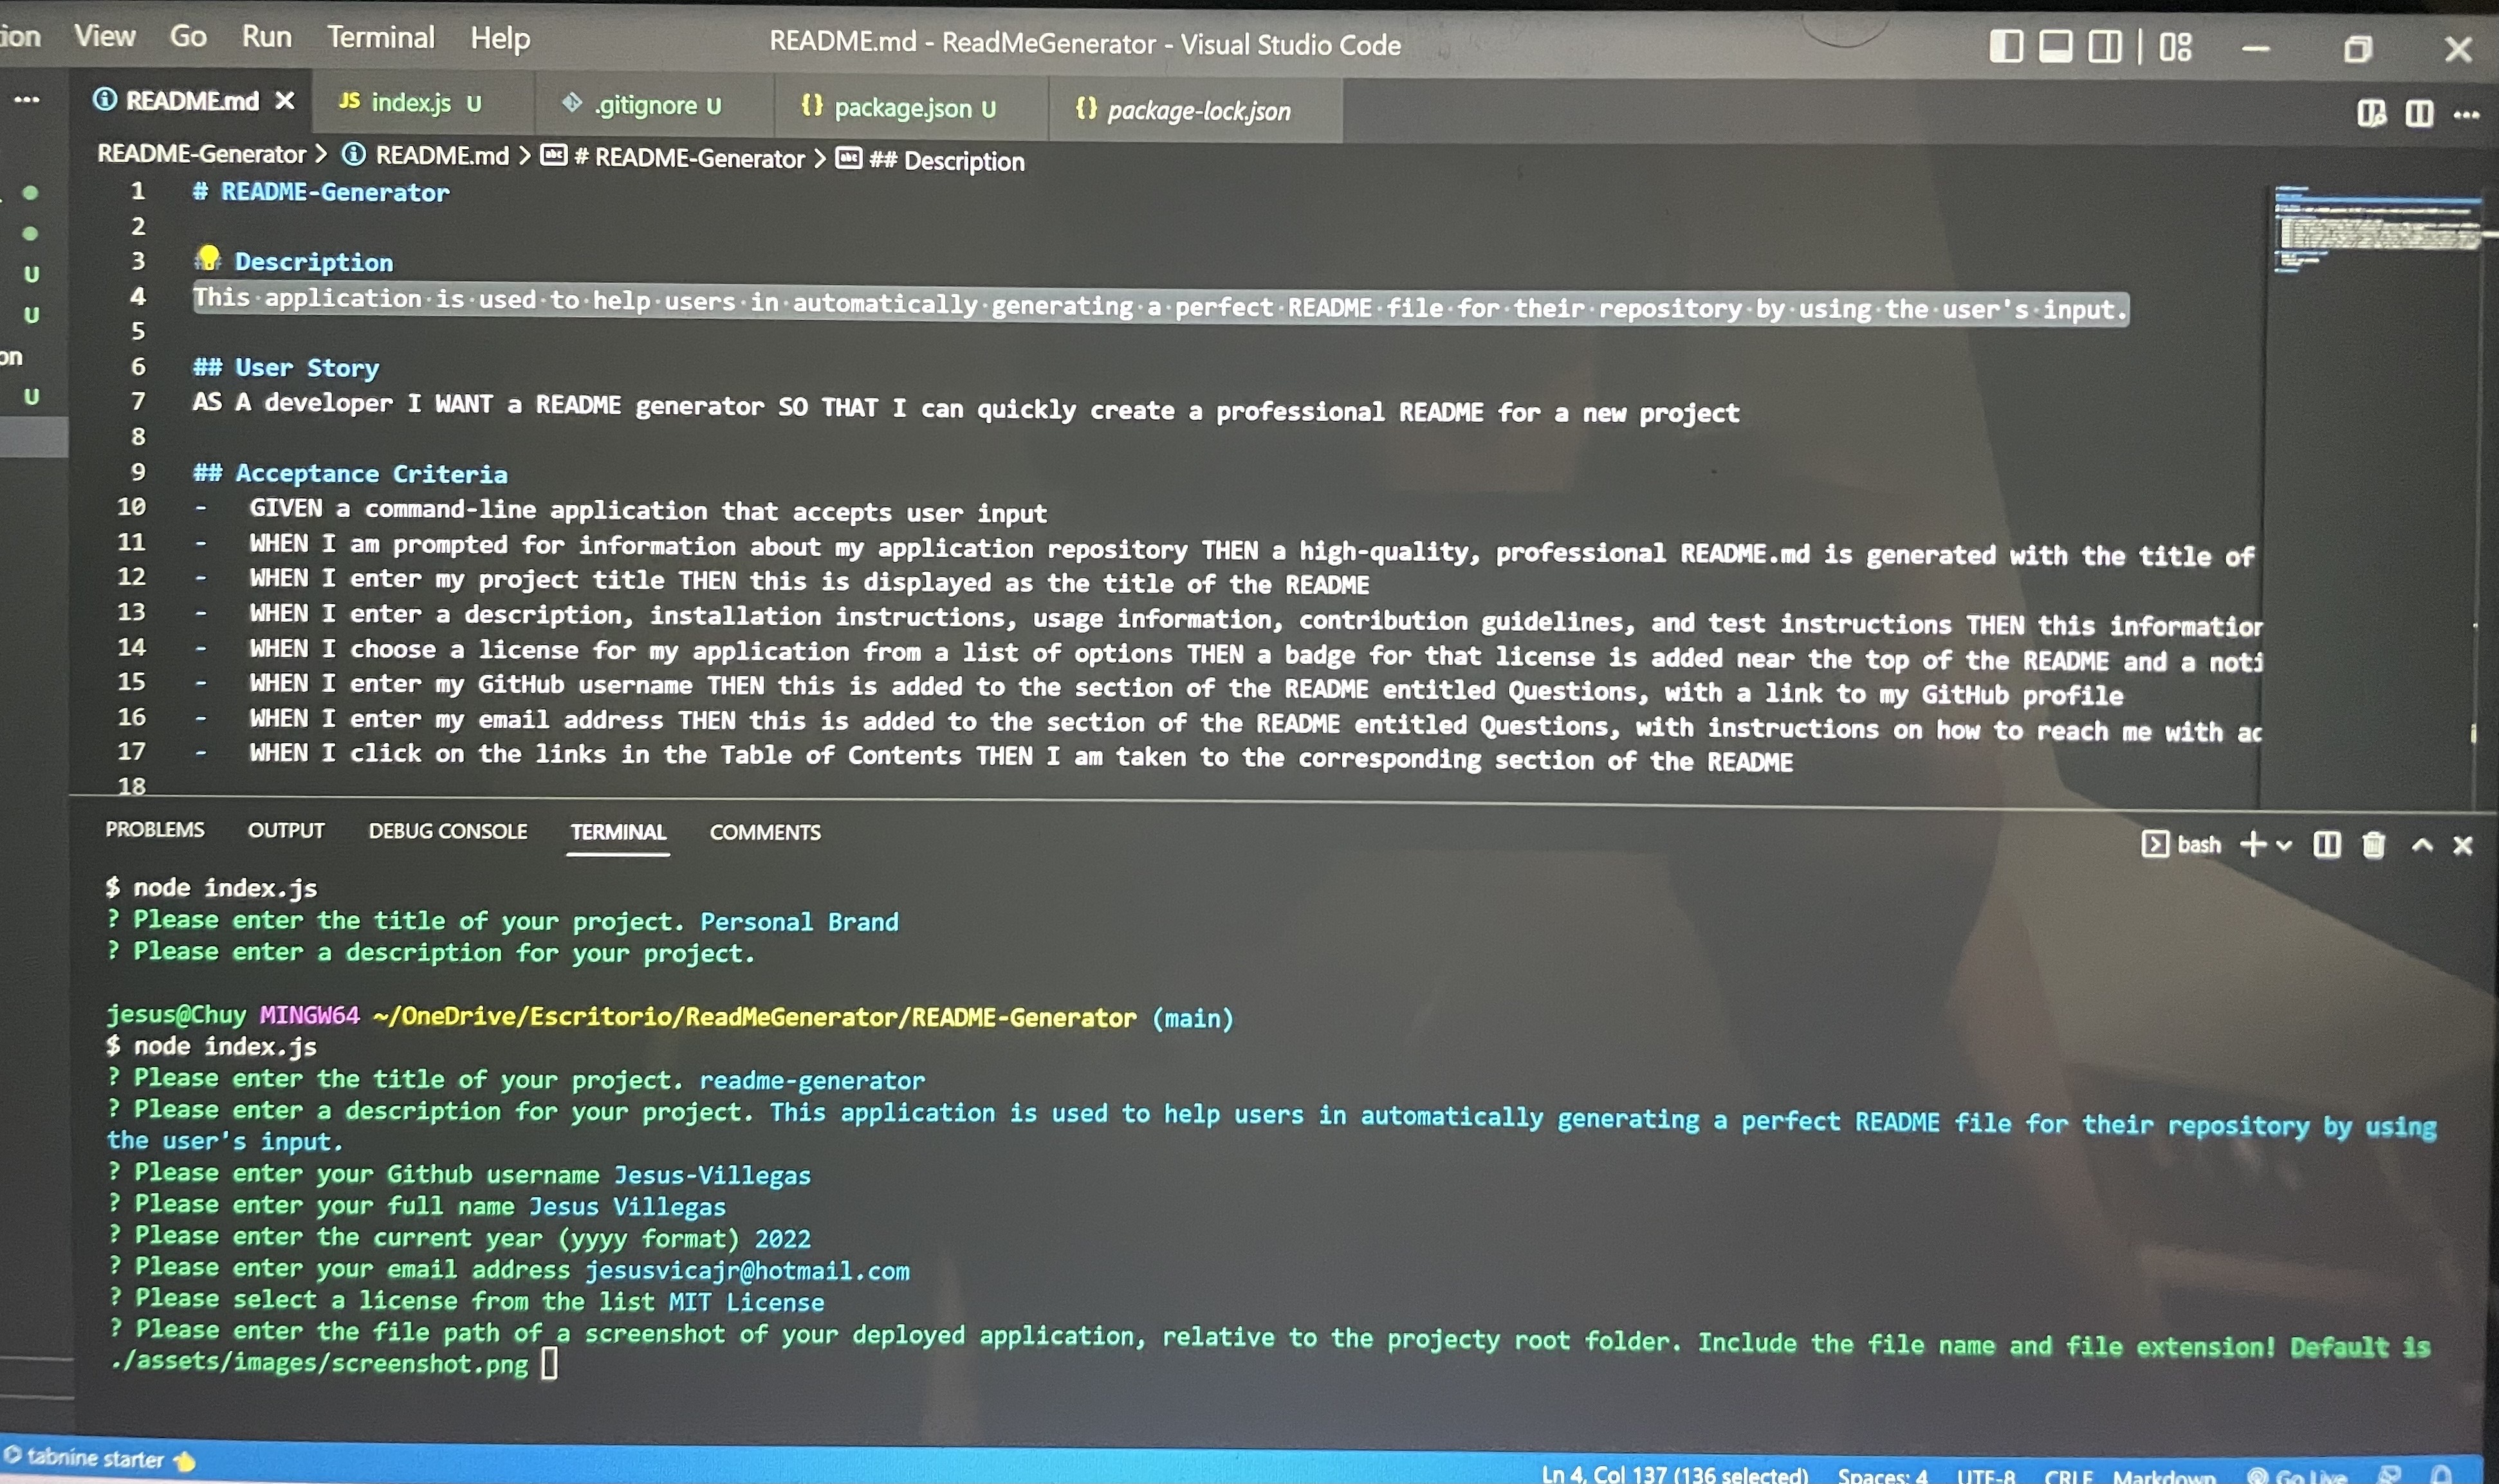 View Go Run Terminal Help README.md - ReadMeGenerator - Visual Studio Code
README.md index.js U .gitignore U package.json U package-lock.json
README-Generator > README.md > # README-Generator > ## Description
1 # README-Generator
2
3 Description
4 This application is used to help users in automatically generating a perfect README file for their repository by using the user's input.
5
6 ## User Story
7 AS A developer I WANT a README generator SO THAT I can quickly create a professional README for a new project
8
9 ## Acceptance Criteria
10 - GIVEN a command-line application that accepts user input
11 - WHEN I am prompted for information about my application repository THEN a high-quality, professional README.md is generated with the title of
12 - WHEN I enter my project title THEN this is displayed as the title of the README
13 - WHEN I enter a description, installation instructions, usage information, contribution guidelines, and test instructions THEN this information
14 - WHEN I choose a license for my application from a list of options THEN a badge for that license is added near the top of the README and a noti
15 - WHEN I enter my GitHub username THEN this is added to the section of the README entitled Questions, with a link to my GitHub profile
16 - WHEN I enter my email address THEN this is added to the section of the README entitled Questions, with instructions on how to reach me with ac
17 - WHEN I click on the links in the Table of Contents THEN I am taken to the corresponding section of the README
18
PROBLEMS OUTPUT DEBUG CONSOLE TERMINAL COMMENTS bash
$ node index.js
? Please enter the title of your project. Personal Brand
? Please enter a description for your project.
jesus@Chuy MINGW64 ~/OneDrive/Escritorio/ReadMeGenerator/README-Generator (main)
$ node index.js
? Please enter the title of your project. readme-generator
? Please enter a description for your project. This application is used to help users in automatically generating a perfect README file for their repository by using
the user's input.
? Please enter your Github username Jesus-Villegas
? Please enter your full name Jesus Villegas
? Please enter the current year (yyyy format) 2022
? Please enter your email address jesusvicajr@hotmail.com
? Please select a license from the list MIT License
? Please enter the file path of a screenshot of your deployed application, relative to the projecty root folder. Include the file name and file extension! Default is
./assets/images/screenshot.png
tabnine starter Ln 4, Col 137 (136 selected) Spaces: 4 UTF-8 CRLF Markdown Go Live